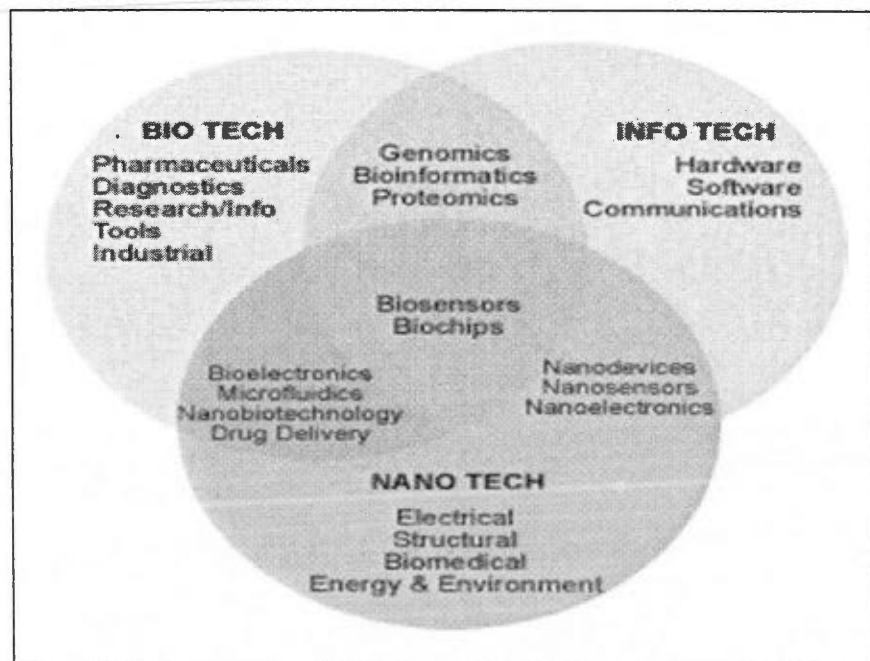 BIO TECH
Pharmaceuticals
Diagnostics
Research/Info
Tools
Industrial
Genomics
Bioinformatics
Proteomics
INFO TECH
Hardware
Software
Communications
Biosensors
Biochips
Bioelectronics
Microfluidics
Nanobiotechnology
Drug Delivery
Nanodevices
Nanosensors
Nanoelectronics
NANO TECH
Electrical
Structural
Biomedical
Energy & Environment